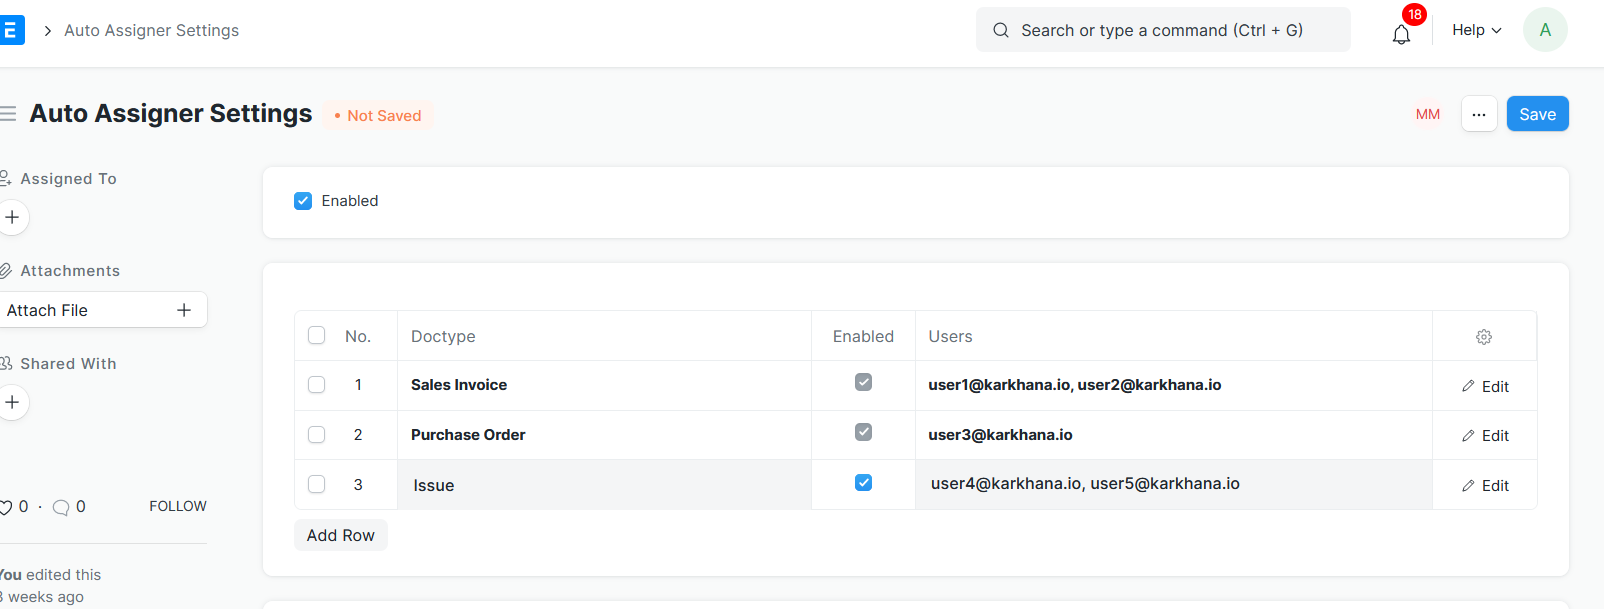 E > Auto Assigner Settings Search or type a command (Ctrl + G) 18 Help A
Auto Assigner Settings • Not Saved MM ... Save
Assigned To
Enabled
Attachments
Attach File
No. Doctype Enabled Users
Shared With
1 Sales Invoice user1@karkhana.io, user2@karkhana.io Edit
2 Purchase Order user3@karkhana.io Edit
3 Issue user4@karkhana.io, user5@karkhana.io Edit
0 · 0 FOLLOW
Add Row
You edited this
3 weeks ago